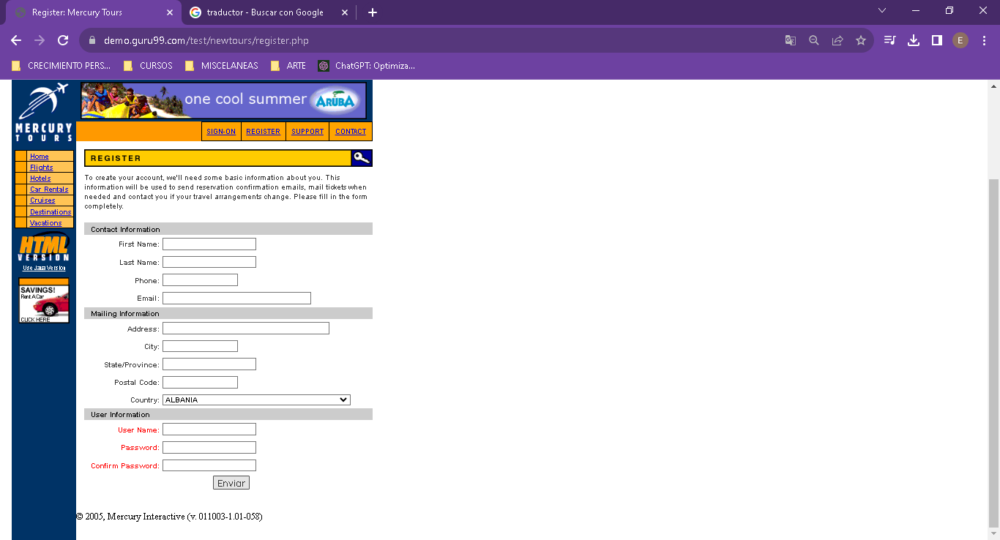 Register: Mercury Tours
traductor - Buscar con Google
demo.guru99.com/test/newtours/register.php
E
CRECIMIENTO PERS...
CURSOS
MISCELANEAS
ARTE
ChatGPT: Optimiza...
MERCURY
TOURS
one cool summer
ARUBA
SIGN-ON
REGISTER
SUPPORT
CONTACT
Home
Flights
Hotels
Car Rentals
Cruises
Destinations
Vacations
HTML
VERSION
Use Java Version
SAVINGS!
Rent A Car
CLICK HERE
REGISTER
To create your account, we'll need some basic information about you. This
information will be used to send reservation confirmation emails, mail tickets when
needed and contact you if your travel arrangements change. Please fill in the form
completely.
Contact Information
First Name:
Last Name:
Phone:
Email:
Mailing Information
Address:
City:
State/Province:
Postal Code:
Country: ALBANIA
User Information
User Name:
Password:
Confirm Password:
Enviar
© 2005, Mercury Interactive (v. 011003-1.01-058)